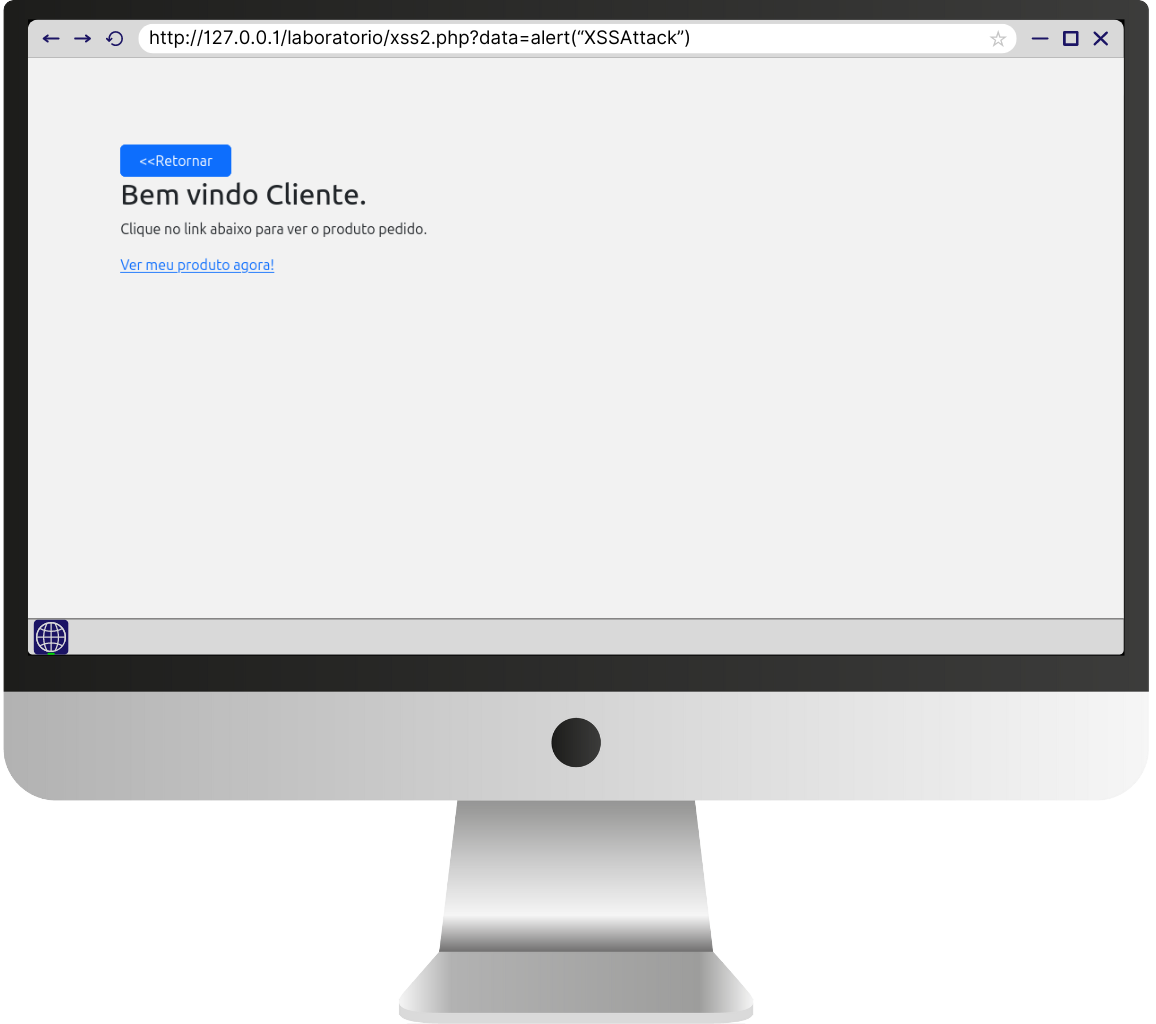 http://127.0.0.1/laboratorio/xss2.php?data=alert(“XSSAttack”)
<<Retornar
Bem vindo Cliente.
Clique no link abaixo para ver o produto pedido.
Ver meu produto agora!